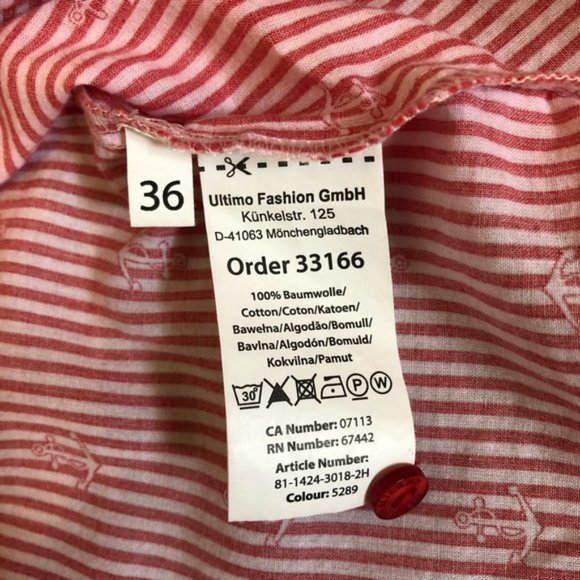 36
Ultimo Fashion GmbH
Künkelstr. 125
D-41063 Mönchengladbach
Order 33166
100% Baumwolle/
Cotton/Coton/Katoen/
Bawełna/Algodão/Bomull/
Bavlna/Algodón/Bomuld/
Kokvilna/Pamut
30°
P
W
CA Number: 07113
RN Number: 67442
Article Number:
81-1424-3018-2H
Colour: 5289